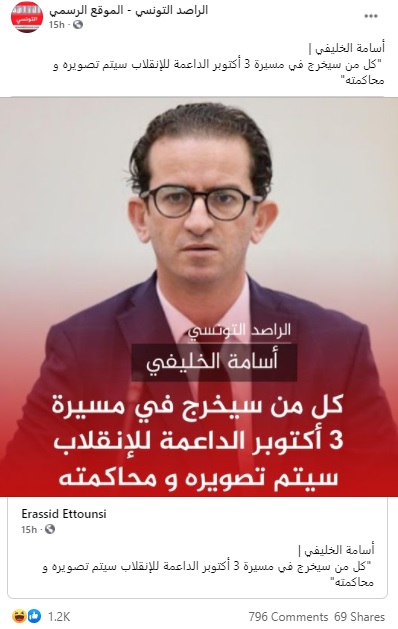 الراصد التونسي - الموقع الرسمي
15h ·
أسامة الخليفي |
"كل من سيخرج في مسيرة 3 أكتوبر الداعمة للإنقلاب سيتم تصويره و
محاكمته"
الراصد التونسي
أسامة الخليفي
كل من سيخرج في مسيرة
3 أكتوبر الداعمة للإنقلاب
سيتم تصويره و محاكمته
Erassid Ettounsi
15h ·
أسامة الخليفي |
"كل من سيخرج في مسيرة 3 أكتوبر الداعمة للإنقلاب سيتم تصويره و
محاكمته"
1.2K 796 Comments 69 Shares